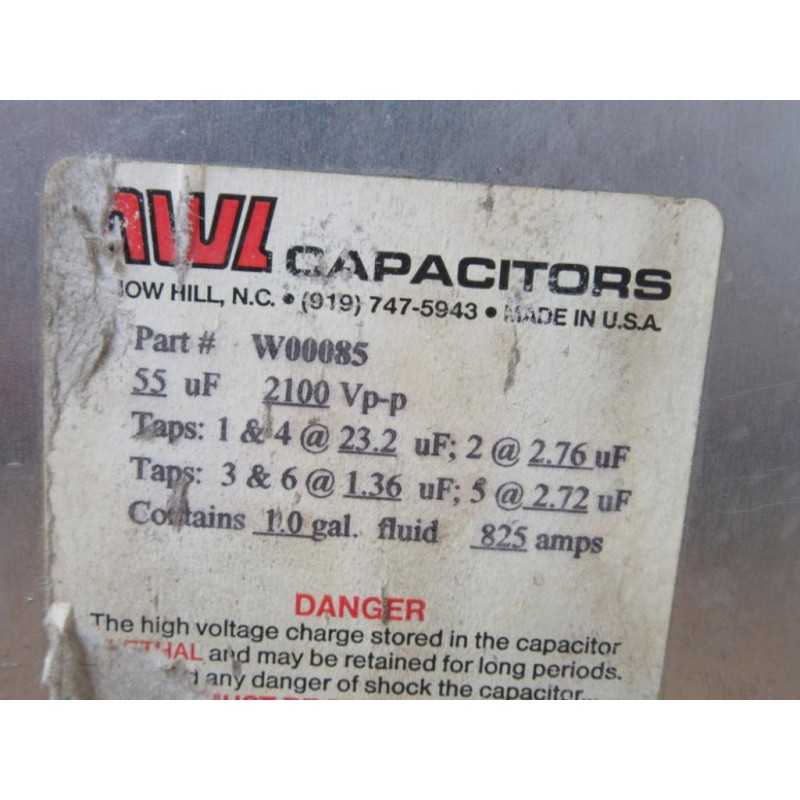 NWL CAPACITORS
NOW HILL, N.C. • (919) 747-5943 • MADE IN U.S.A.
Part # W00085
55 uF 2100 Vp-p
Taps: 1 & 4 @ 23.2 uF; 2 @ 2.76 uF
Taps: 3 & 6 @ 1.36 uF; 5 @ 2.72 uF
Contains 1.0 gal. fluid 825 amps
DANGER
The high voltage charge stored in the capacitor
LETHAL and may be retained for long periods.
any danger of shock the capacitor